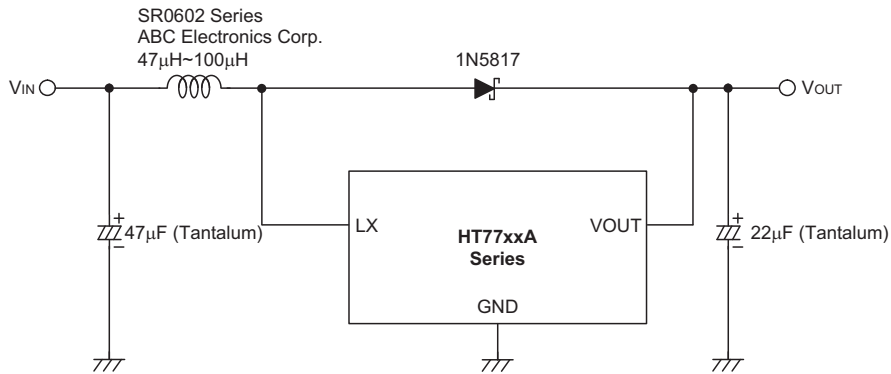 SR0602 Series
ABC Electronics Corp.
47μH~100μH
1N5817
VIN
VOUT
+
47μF (Tantalum)
−
LX
HT77xxA
Series
VOUT
GND
+
22μF (Tantalum)
−